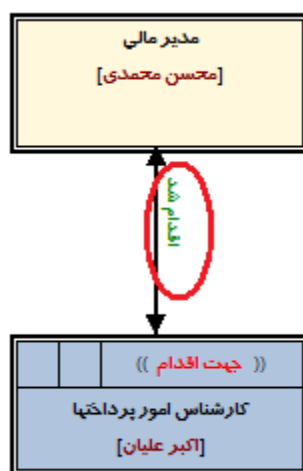 مدیر مالی
[محسن محمدی]
اقدام شد
(( جهت اقدام ))
کارشناس امور پرداختها
[اکبر علیان]